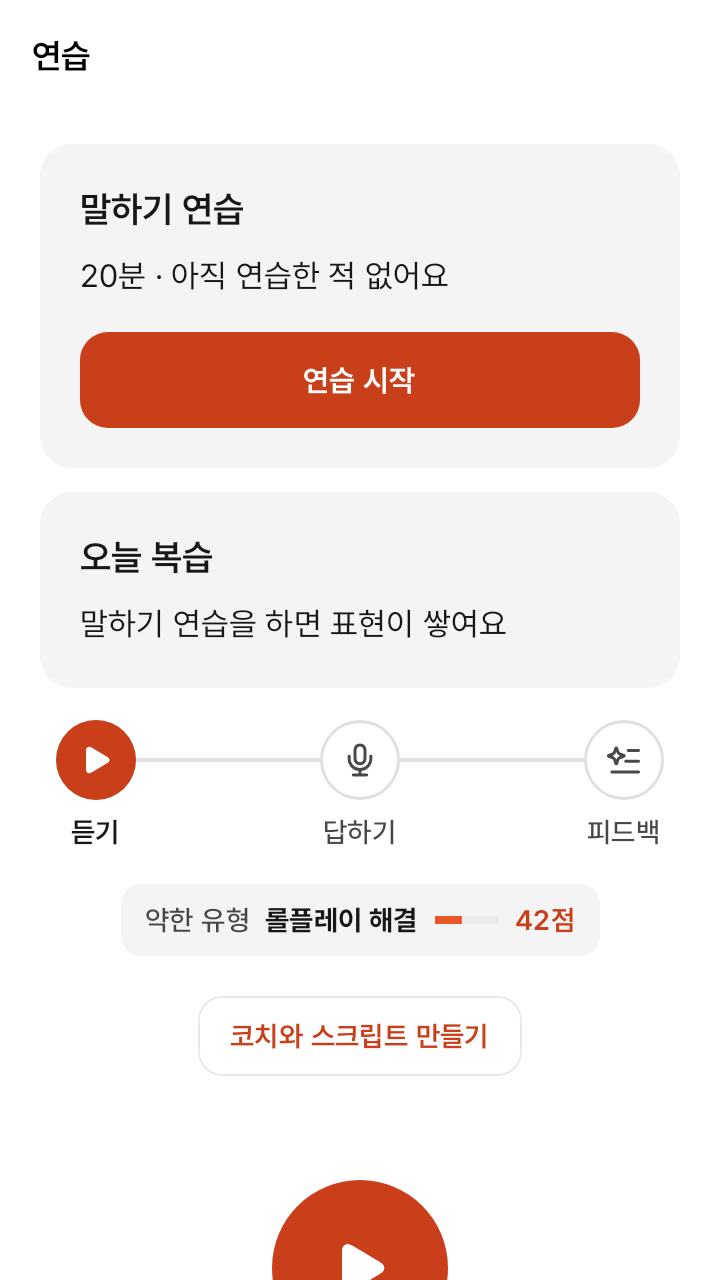 연습
말하기 연습
20분 · 아직 연습한 적 없어요
연습 시작
오늘 복습
말하기 연습을 하면 표현이 쌓여요
듣기
답하기
피드백
약한 유형 롤플레이 해결 42점
코치와 스크립트 만들기